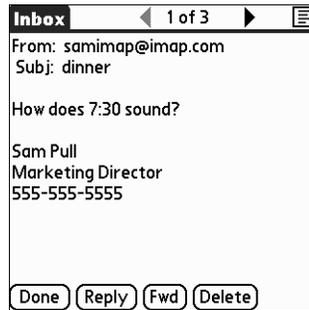 Inbox 1 of 3
From: samimap@imap.com
Subj: dinner
How does 7:30 sound?
Sam Pull
Marketing Director
555-555-5555
Done Reply Fwd Delete